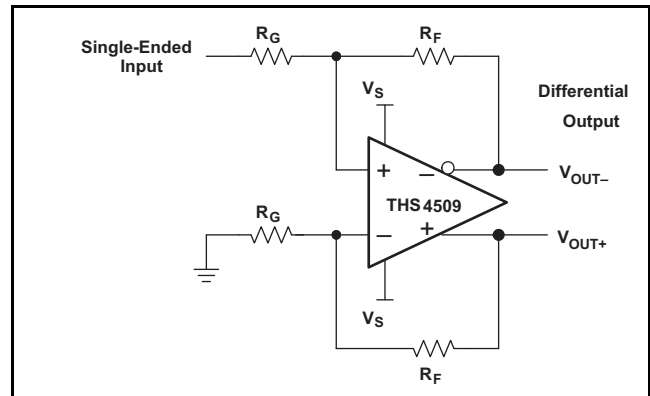 Single-Ended
Input
RG
RF
VS
Differential
Output
+
–
VOUT–
THS4509
RG
–
+
VOUT+
VS
RF